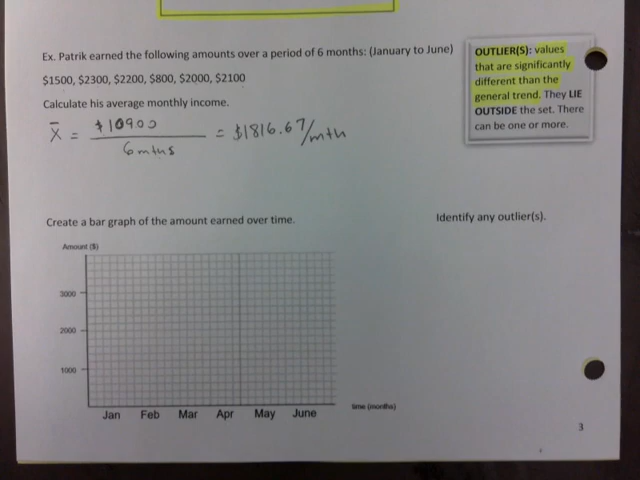 Ex. Patrik earned the following amounts over a period of 6 months: (January to June)
$1500, $2300, $2200, $800, $2000, $2100
Calculate his average monthly income.
x̄ = $10900 / 6 mths = $1816.67/mth
OUTLIER(S): values
that are significantly
different than the
general trend. They LIE
OUTSIDE the set. There
can be one or more.
Create a bar graph of the amount earned over time.
Identify any outlier(s).
Amount ($)
3000
2000
1000
Jan Feb Mar Apr May June
time (months)
3